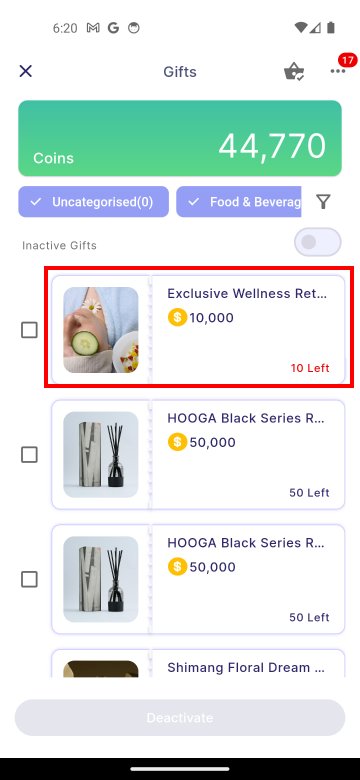 6:20
17
Gifts
Coins
44,770
Uncategorised(0)
Food & Beverag
Inactive Gifts
Exclusive Wellness Ret...
$ 10,000
10 Left
HOOGA Black Series R...
$ 50,000
50 Left
HOOGA Black Series R...
$ 50,000
50 Left
Shimang Floral Dream ...
Deactivate